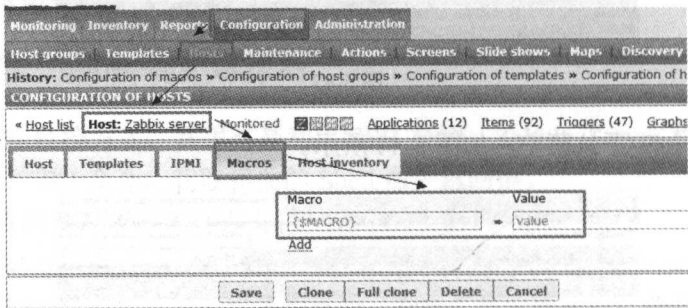 Monitoring Inventory Reports Configuration Administration
Host groups Templates Hosts Maintenance Actions Screens Slide shows Maps Discovery
History: Configuration of macros » Configuration of host groups » Configuration of templates » Configuration of h
CONFIGURATION OF HOSTS
« Host list Host: Zabbix server Monitored Applications (12) Items (92) Triggers (47) Graphs
Host Templates IPMI Macros Host inventory
Macro Value
{$MACRO} ⇒ value
Add
Save Clone Full clone Delete Cancel